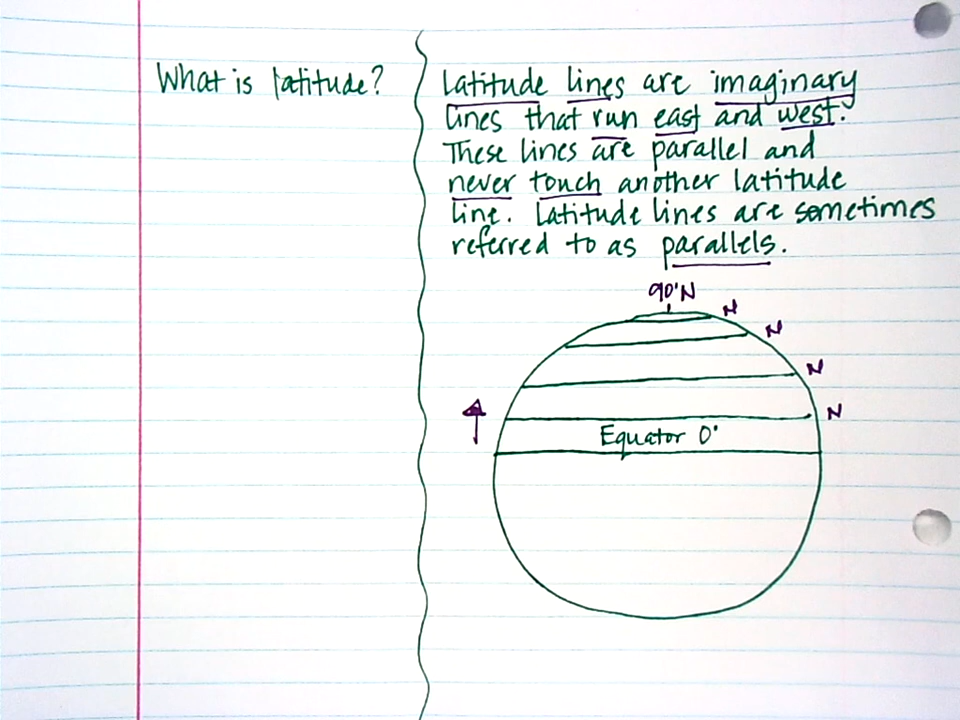 What is latitude?
Latitude lines are imaginary
lines that run east and west.
These lines are parallel and
never touch another latitude
line. Latitude lines are sometimes
referred to as parallels.
90°N
N
N
N
N
Equator 0°